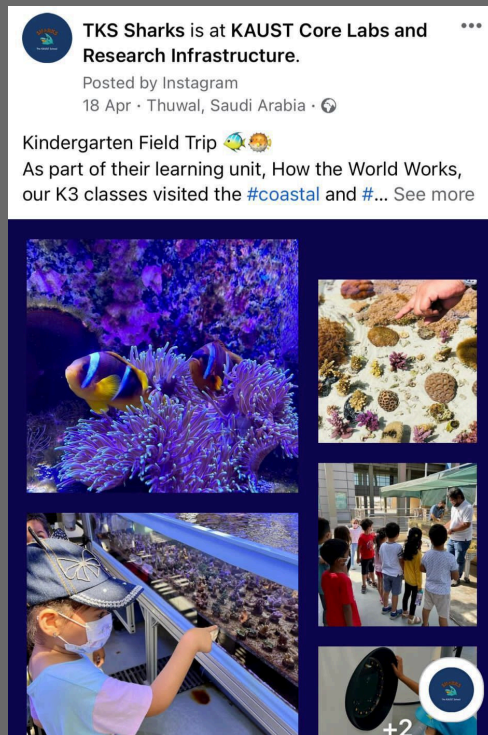 TKS Sharks is at KAUST Core Labs and
Research Infrastructure.
Posted by Instagram
18 Apr · Thuwal, Saudi Arabia ·
Kindergarten Field Trip 🐠🐡
As part of their learning unit, How the World Works,
our K3 classes visited the #coastal and #... See more
+2